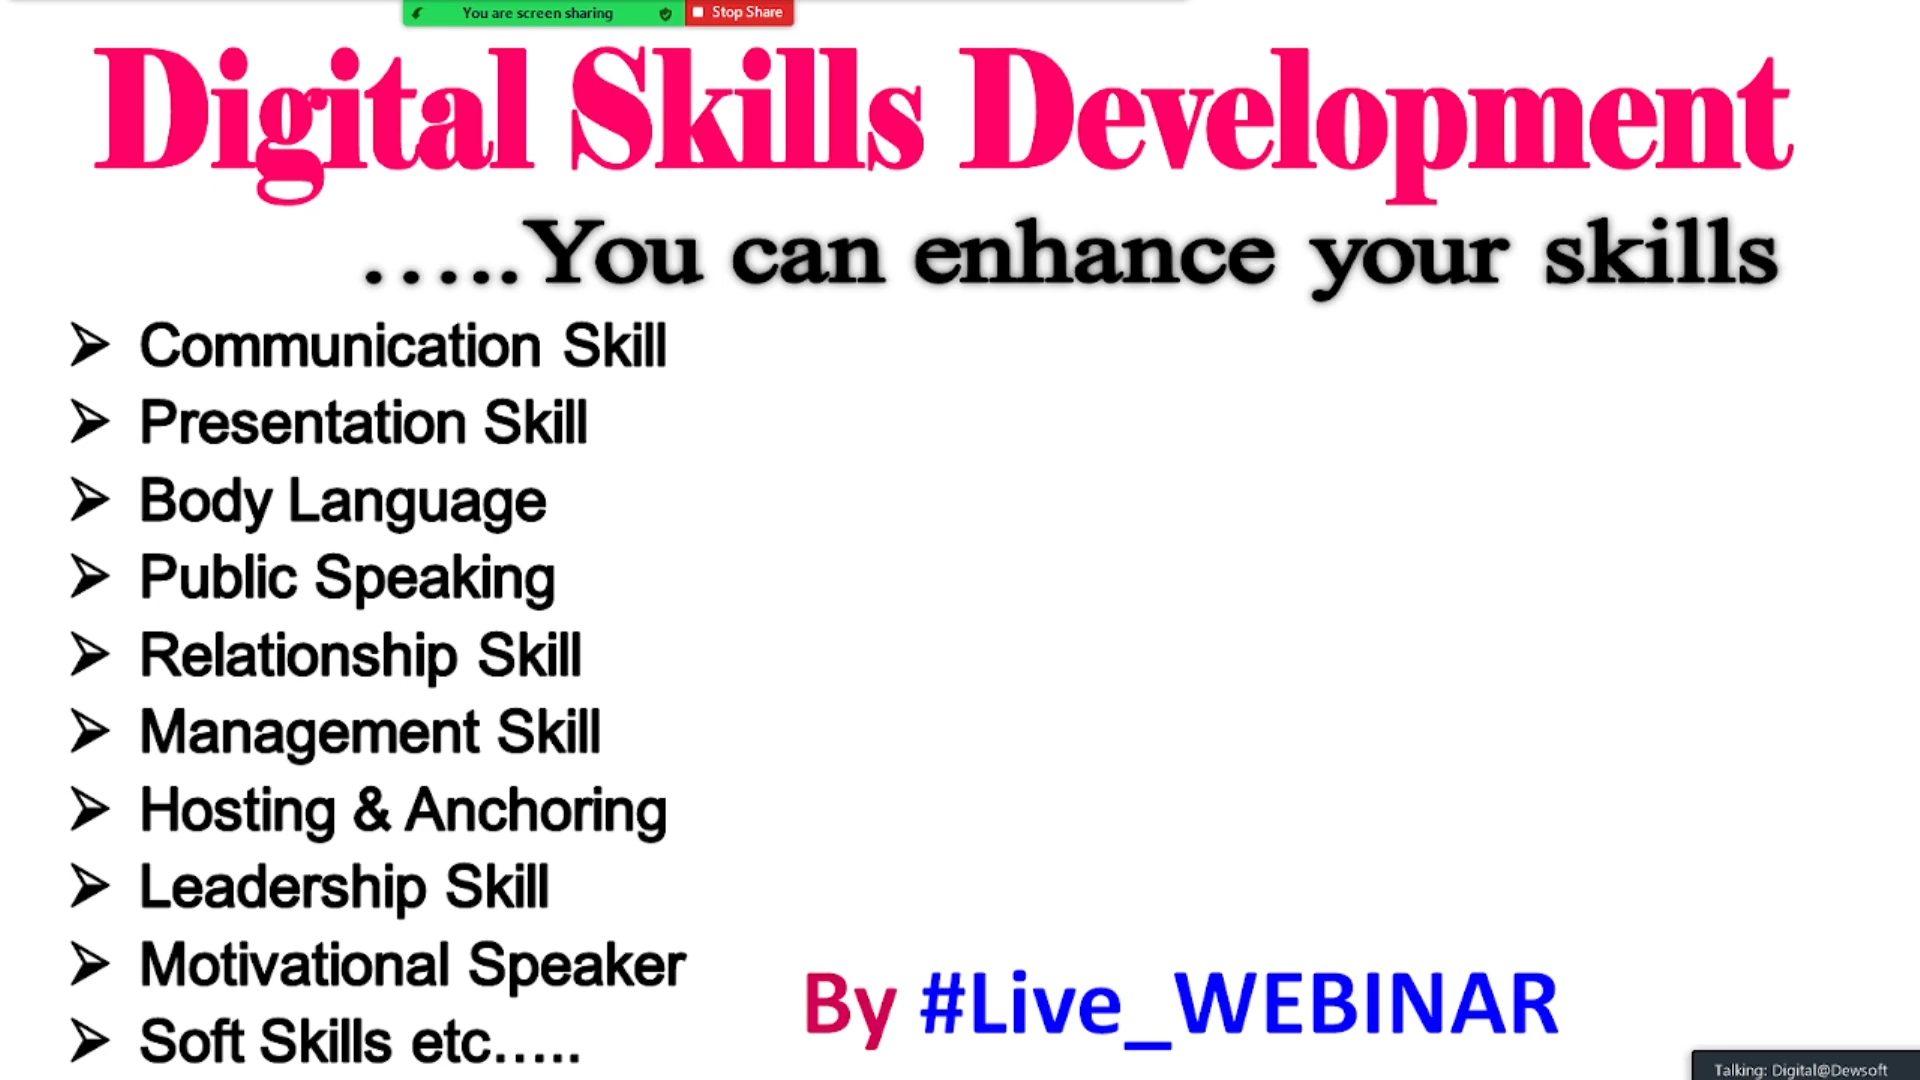 You are screen sharing Stop Share
Digital Skills Development
.....You can enhance your skills
➢ Communication Skill
➢ Presentation Skill
➢ Body Language
➢ Public Speaking
➢ Relationship Skill
➢ Management Skill
➢ Hosting & Anchoring
➢ Leadership Skill
➢ Motivational Speaker
➢ Soft Skills etc.....
By #Live_WEBINAR
Talking: Digital@Dewsoft